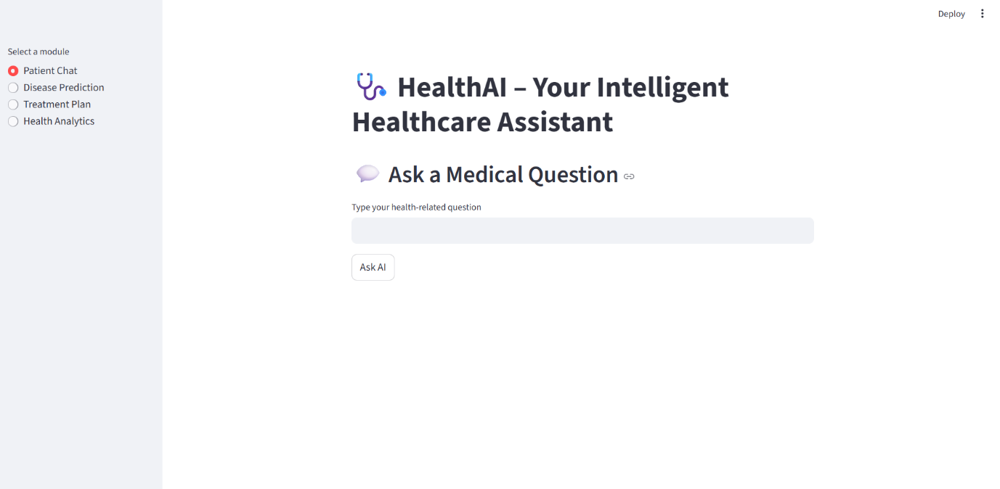 Deploy
Select a module
Patient Chat
Disease Prediction
Treatment Plan
Health Analytics
HealthAI – Your Intelligent
Healthcare Assistant
Ask a Medical Question
Type your health-related question
Ask AI